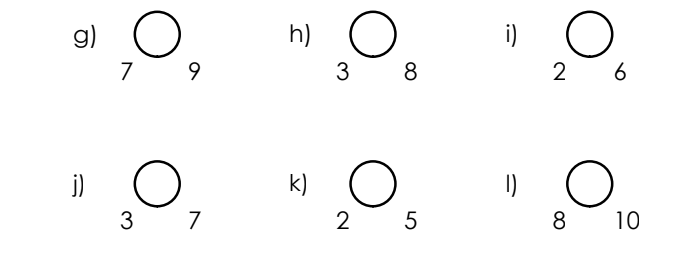 g) h) i)
7 9 3 8 2 6
j) k) l)
3 7 2 5 8 10